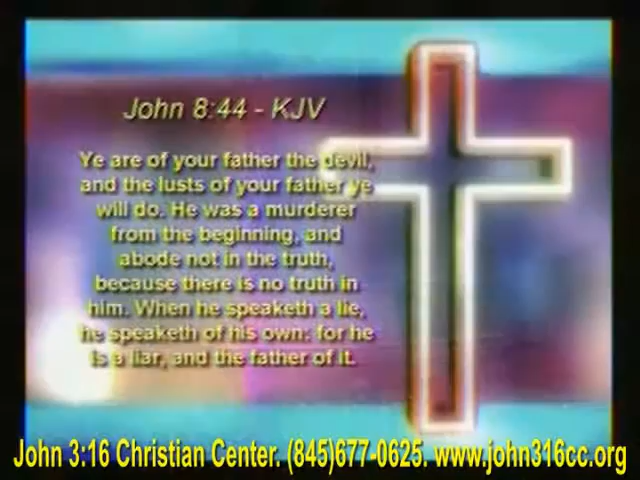 John 8:44 - KJV
Ye are of your father the devil,
and the lusts of your father ye
will do. He was a murderer
from the beginning, and
abode not in the truth,
because there is no truth in
him. When he speaketh a lie,
he speaketh of his own: for he
is a liar, and the father of it.
John 3:16 Christian Center. (845)677-0625. www.john316cc.org